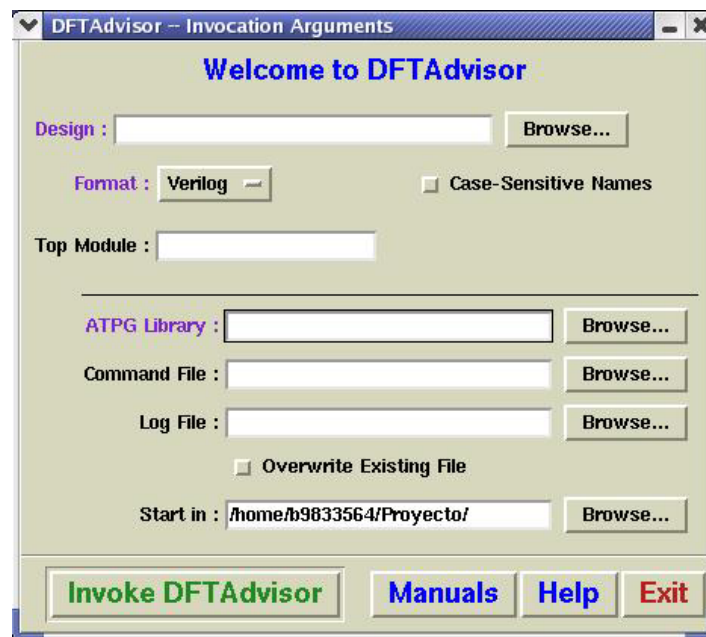 DFTAdvisor -- Invocation Arguments
Welcome to DFTAdvisor
Design : Browse...
Format : Verilog Case-Sensitive Names
Top Module :
ATPG Library : Browse...
Command File : Browse...
Log File : Browse...
Overwrite Existing File
Start in : /home/b9833564/Proyecto/ Browse...
Invoke DFTAdvisor Manuals Help Exit